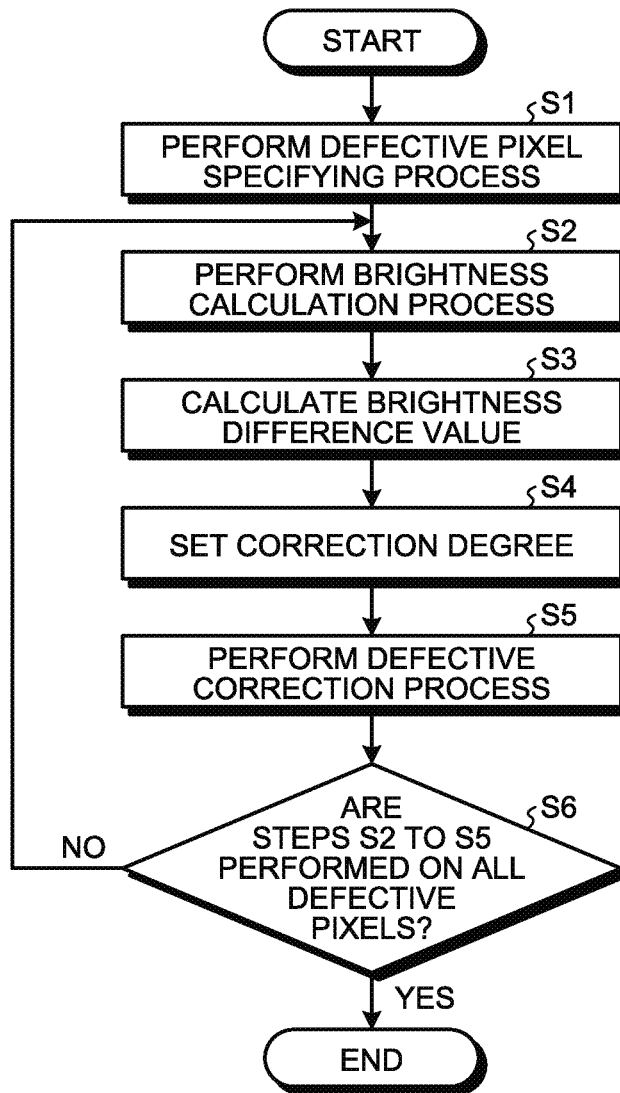 START
S1
PERFORM DEFECTIVE PIXEL
SPECIFYING PROCESS
S2
PERFORM BRIGHTNESS
CALCULATION PROCESS
S3
CALCULATE BRIGHTNESS
DIFFERENCE VALUE
S4
SET CORRECTION DEGREE
S5
PERFORM DEFECTIVE
CORRECTION PROCESS
S6
ARE
STEPS S2 TO S5
PERFORMED ON ALL
DEFECTIVE
PIXELS?
NO
YES
END